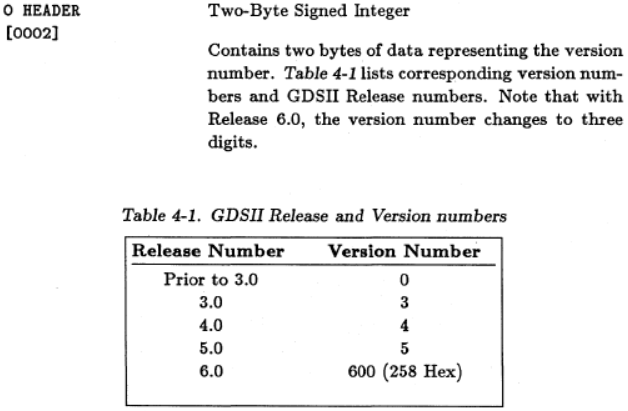 0 HEADER Two-Byte Signed Integer
[0002]
Contains two bytes of data representing the version
number. Table 4-1 lists corresponding version num-
bers and GDSII Release numbers. Note that with
Release 6.0, the version number changes to three
digits.
Table 4-1. GDSII Release and Version numbers
Release Number Version Number
Prior to 3.0 0
3.0 3
4.0 4
5.0 5
6.0 600 (258 Hex)